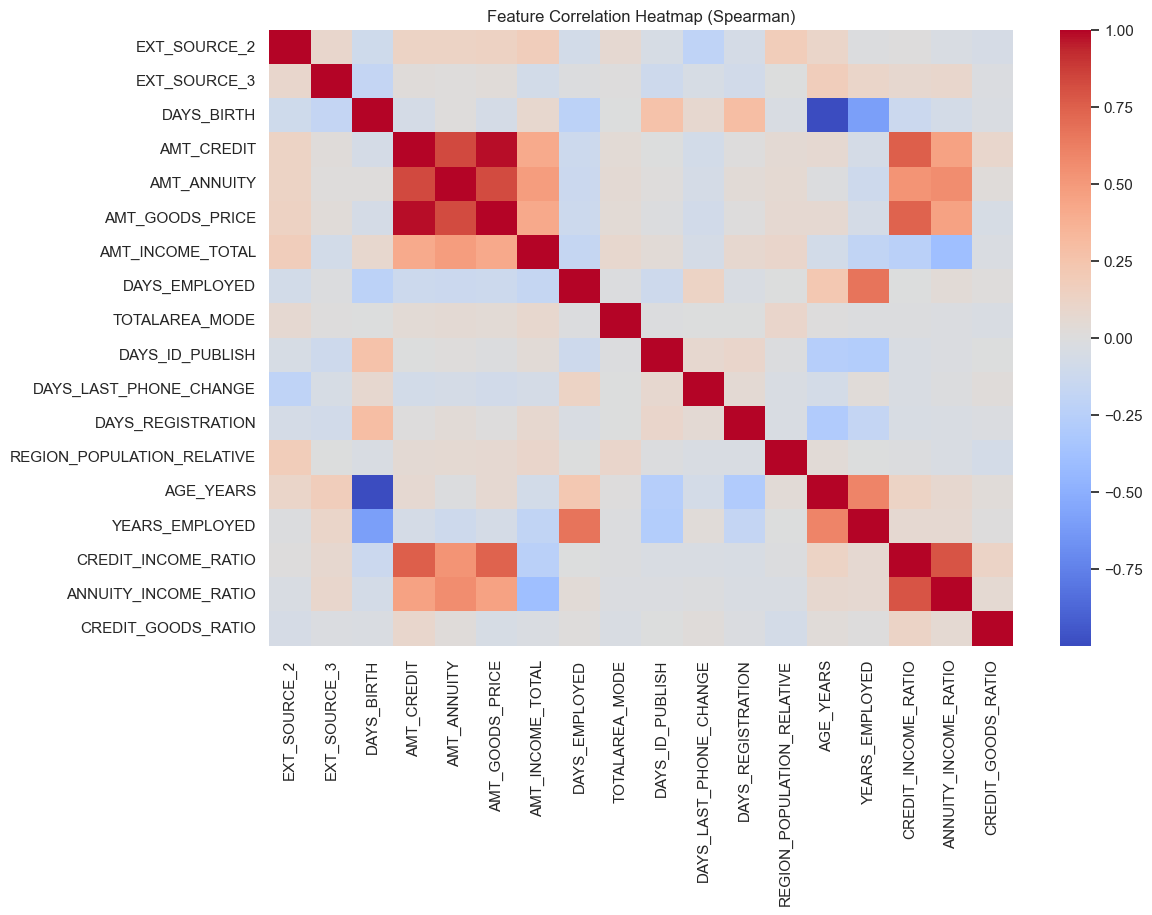 Feature Correlation Heatmap (Spearman)
EXT_SOURCE_2
EXT_SOURCE_3
DAYS_BIRTH
AMT_CREDIT
AMT_ANNUITY
AMT_GOODS_PRICE
AMT_INCOME_TOTAL
DAYS_EMPLOYED
TOTALAREA_MODE
DAYS_ID_PUBLISH
DAYS_LAST_PHONE_CHANGE
DAYS_REGISTRATION
REGION_POPULATION_RELATIVE
AGE_YEARS
YEARS_EMPLOYED
CREDIT_INCOME_RATIO
ANNUITY_INCOME_RATIO
CREDIT_GOODS_RATIO
EXT_SOURCE_2
EXT_SOURCE_3
DAYS_BIRTH
AMT_CREDIT
AMT_ANNUITY
AMT_GOODS_PRICE
AMT_INCOME_TOTAL
DAYS_EMPLOYED
TOTALAREA_MODE
DAYS_ID_PUBLISH
DAYS_LAST_PHONE_CHANGE
DAYS_REGISTRATION
REGION_POPULATION_RELATIVE
AGE_YEARS
YEARS_EMPLOYED
CREDIT_INCOME_RATIO
ANNUITY_INCOME_RATIO
CREDIT_GOODS_RATIO
1.00
0.75
0.50
0.25
0.00
−0.25
−0.50
−0.75